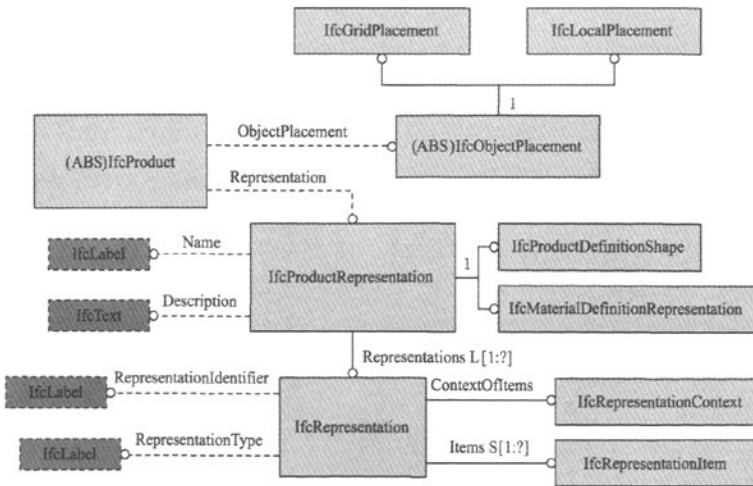 IfcGridPlacement
IfcLocalPlacement
1
ObjectPlacement
(ABS)IfcProduct
(ABS)IfcObjectPlacement
Representation
Name
IfcLabel
IfcProductDefinitionShape
1
IfcProductRepresentation
Description
IfcText
IfcMaterialDefinitionRepresentation
Representations L[1:?]
RepresentationIdentifier
ContextOfItems
IfcLabel
IfcRepresentationContext
IfcRepresentation
RepresentationType
Items S[1:?]
IfcLabel
IfcRepresentationItem